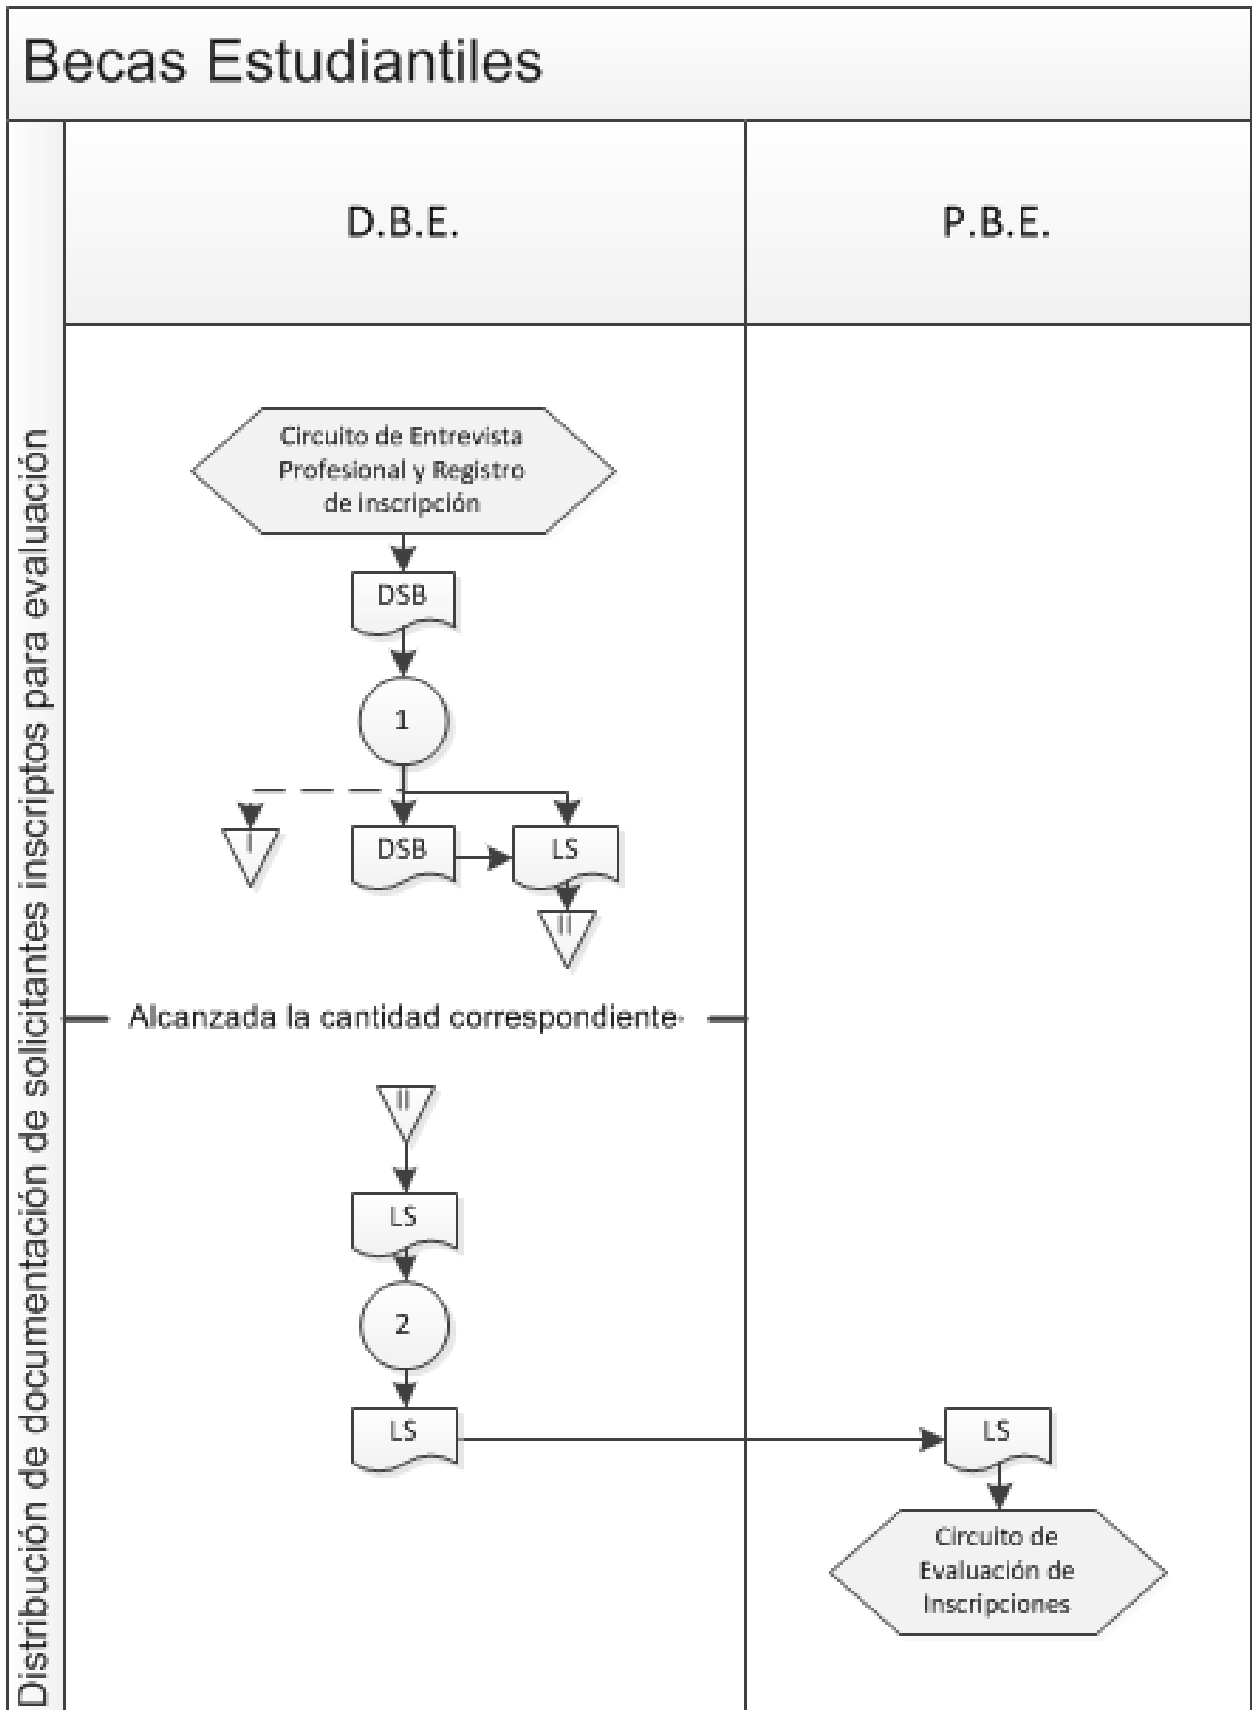 Becas Estudiantiles
D.B.E.
P.B.E.
Distribución de documentación de solicitantes inscriptos para evaluación
Circuito de Entrevista
Profesional y Registro
de inscripción
DSB
1
I
DSB
LS
II
Alcanzada la cantidad correspondiente
II
LS
2
LS
LS
Circuito de
Evaluación de
Inscripciones